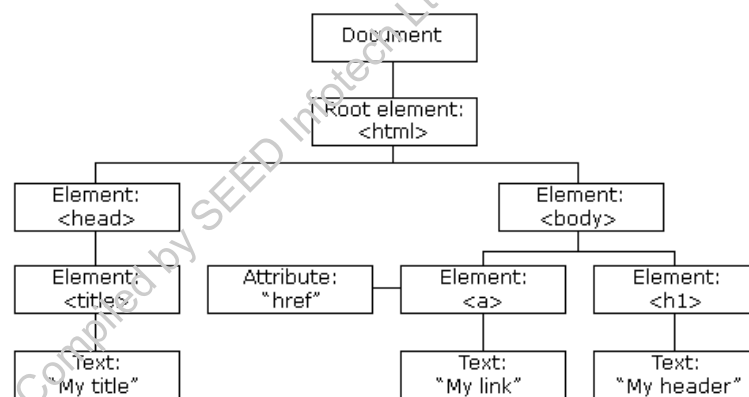 Document
Root element:
<html>
Element:
<head>
Element:
<body>
Element:
<title>
Attribute:
"href"
Element:
<a>
Element:
<h1>
Text:
"My title"
Text:
"My link"
Text:
"My header"
Compiled by SEED Infotech